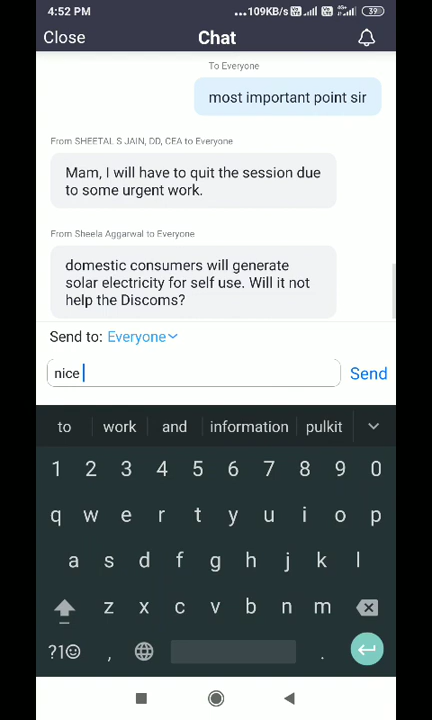 4:52 PM
...109KB/s 4G+ 39
Close Chat
To Everyone
most important point sir
From SHEETAL S JAIN, DD, CEA to Everyone
Mam, I will have to quit the session due
to some urgent work.
From Sheela Aggarwal to Everyone
domestic consumers will generate
solar electricity for self use. Will it not
help the Discoms?
Send to: Everyone
nice
Send
to work and information pulkit
1 2 3 4 5 6 7 8 9 0
q w e r t y u i o p
a s d f g h j k l
z x c v b n m
?1☺ , .